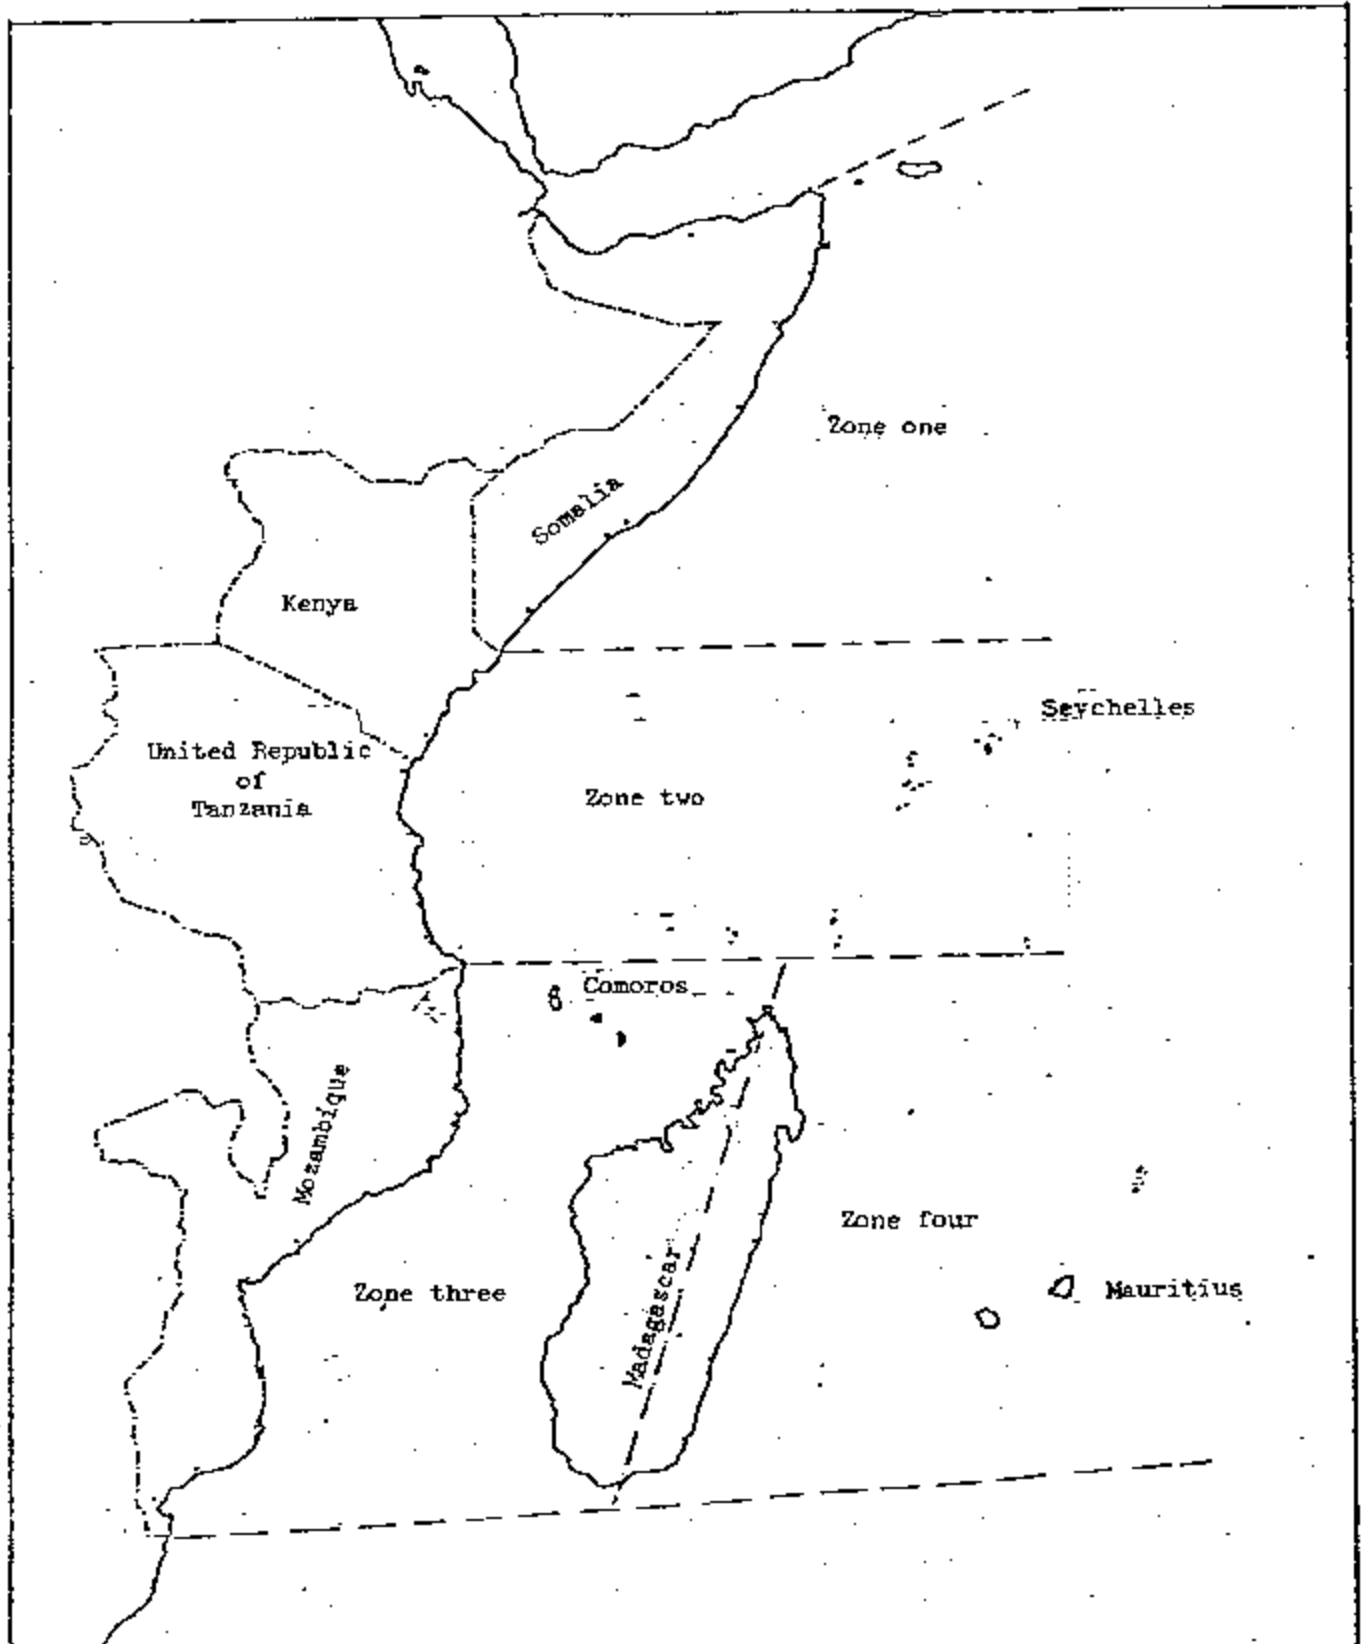 Zone one
Somalia
Kenya
Seychelles
United Republic
of
Tanzania
Zone two
Comoros
Mozambique
Zone four
Madagascar
Zone three
Mauritius